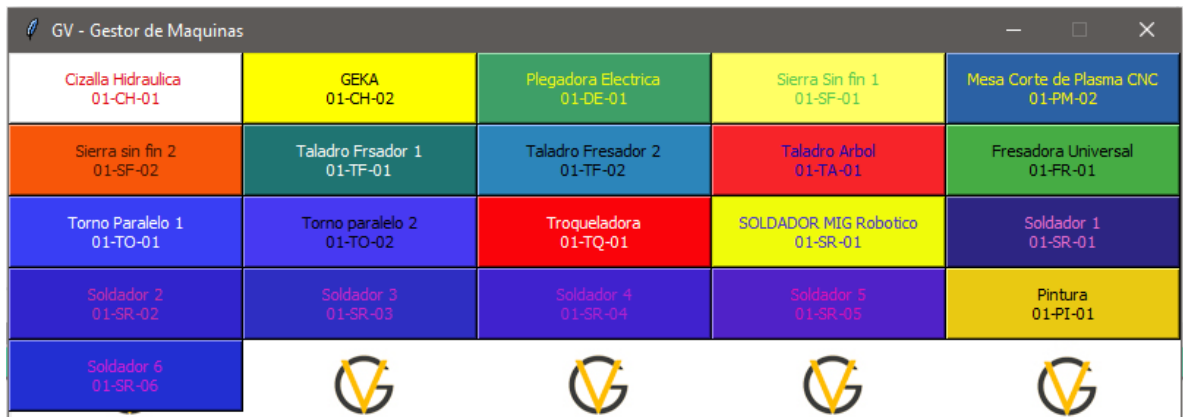 GV - Gestor de Maquinas
Cizalla Hidraulica
01-CH-01
GEKA
01-CH-02
Plegadora Electrica
01-DE-01
Sierra Sin fin 1
01-SF-01
Mesa Corte de Plasma CNC
01-PM-02
Sierra sin fin 2
01-SF-02
Taladro Frsador 1
01-TF-01
Taladro Fresador 2
01-TF-02
Taladro Arbol
01-TA-01
Fresadora Universal
01-FR-01
Torno Paralelo 1
01-TO-01
Torno paralelo 2
01-TO-02
Troqueladora
01-TQ-01
SOLDADOR MIG Robotico
01-SR-01
Soldador 1
01-SR-01
Soldador 2
01-SR-02
Soldador 3
01-SR-03
Soldador 4
01-SR-04
Soldador 5
01-SR-05
Pintura
01-PI-01
Soldador 6
01-SR-06
GV
GV
GV
GV